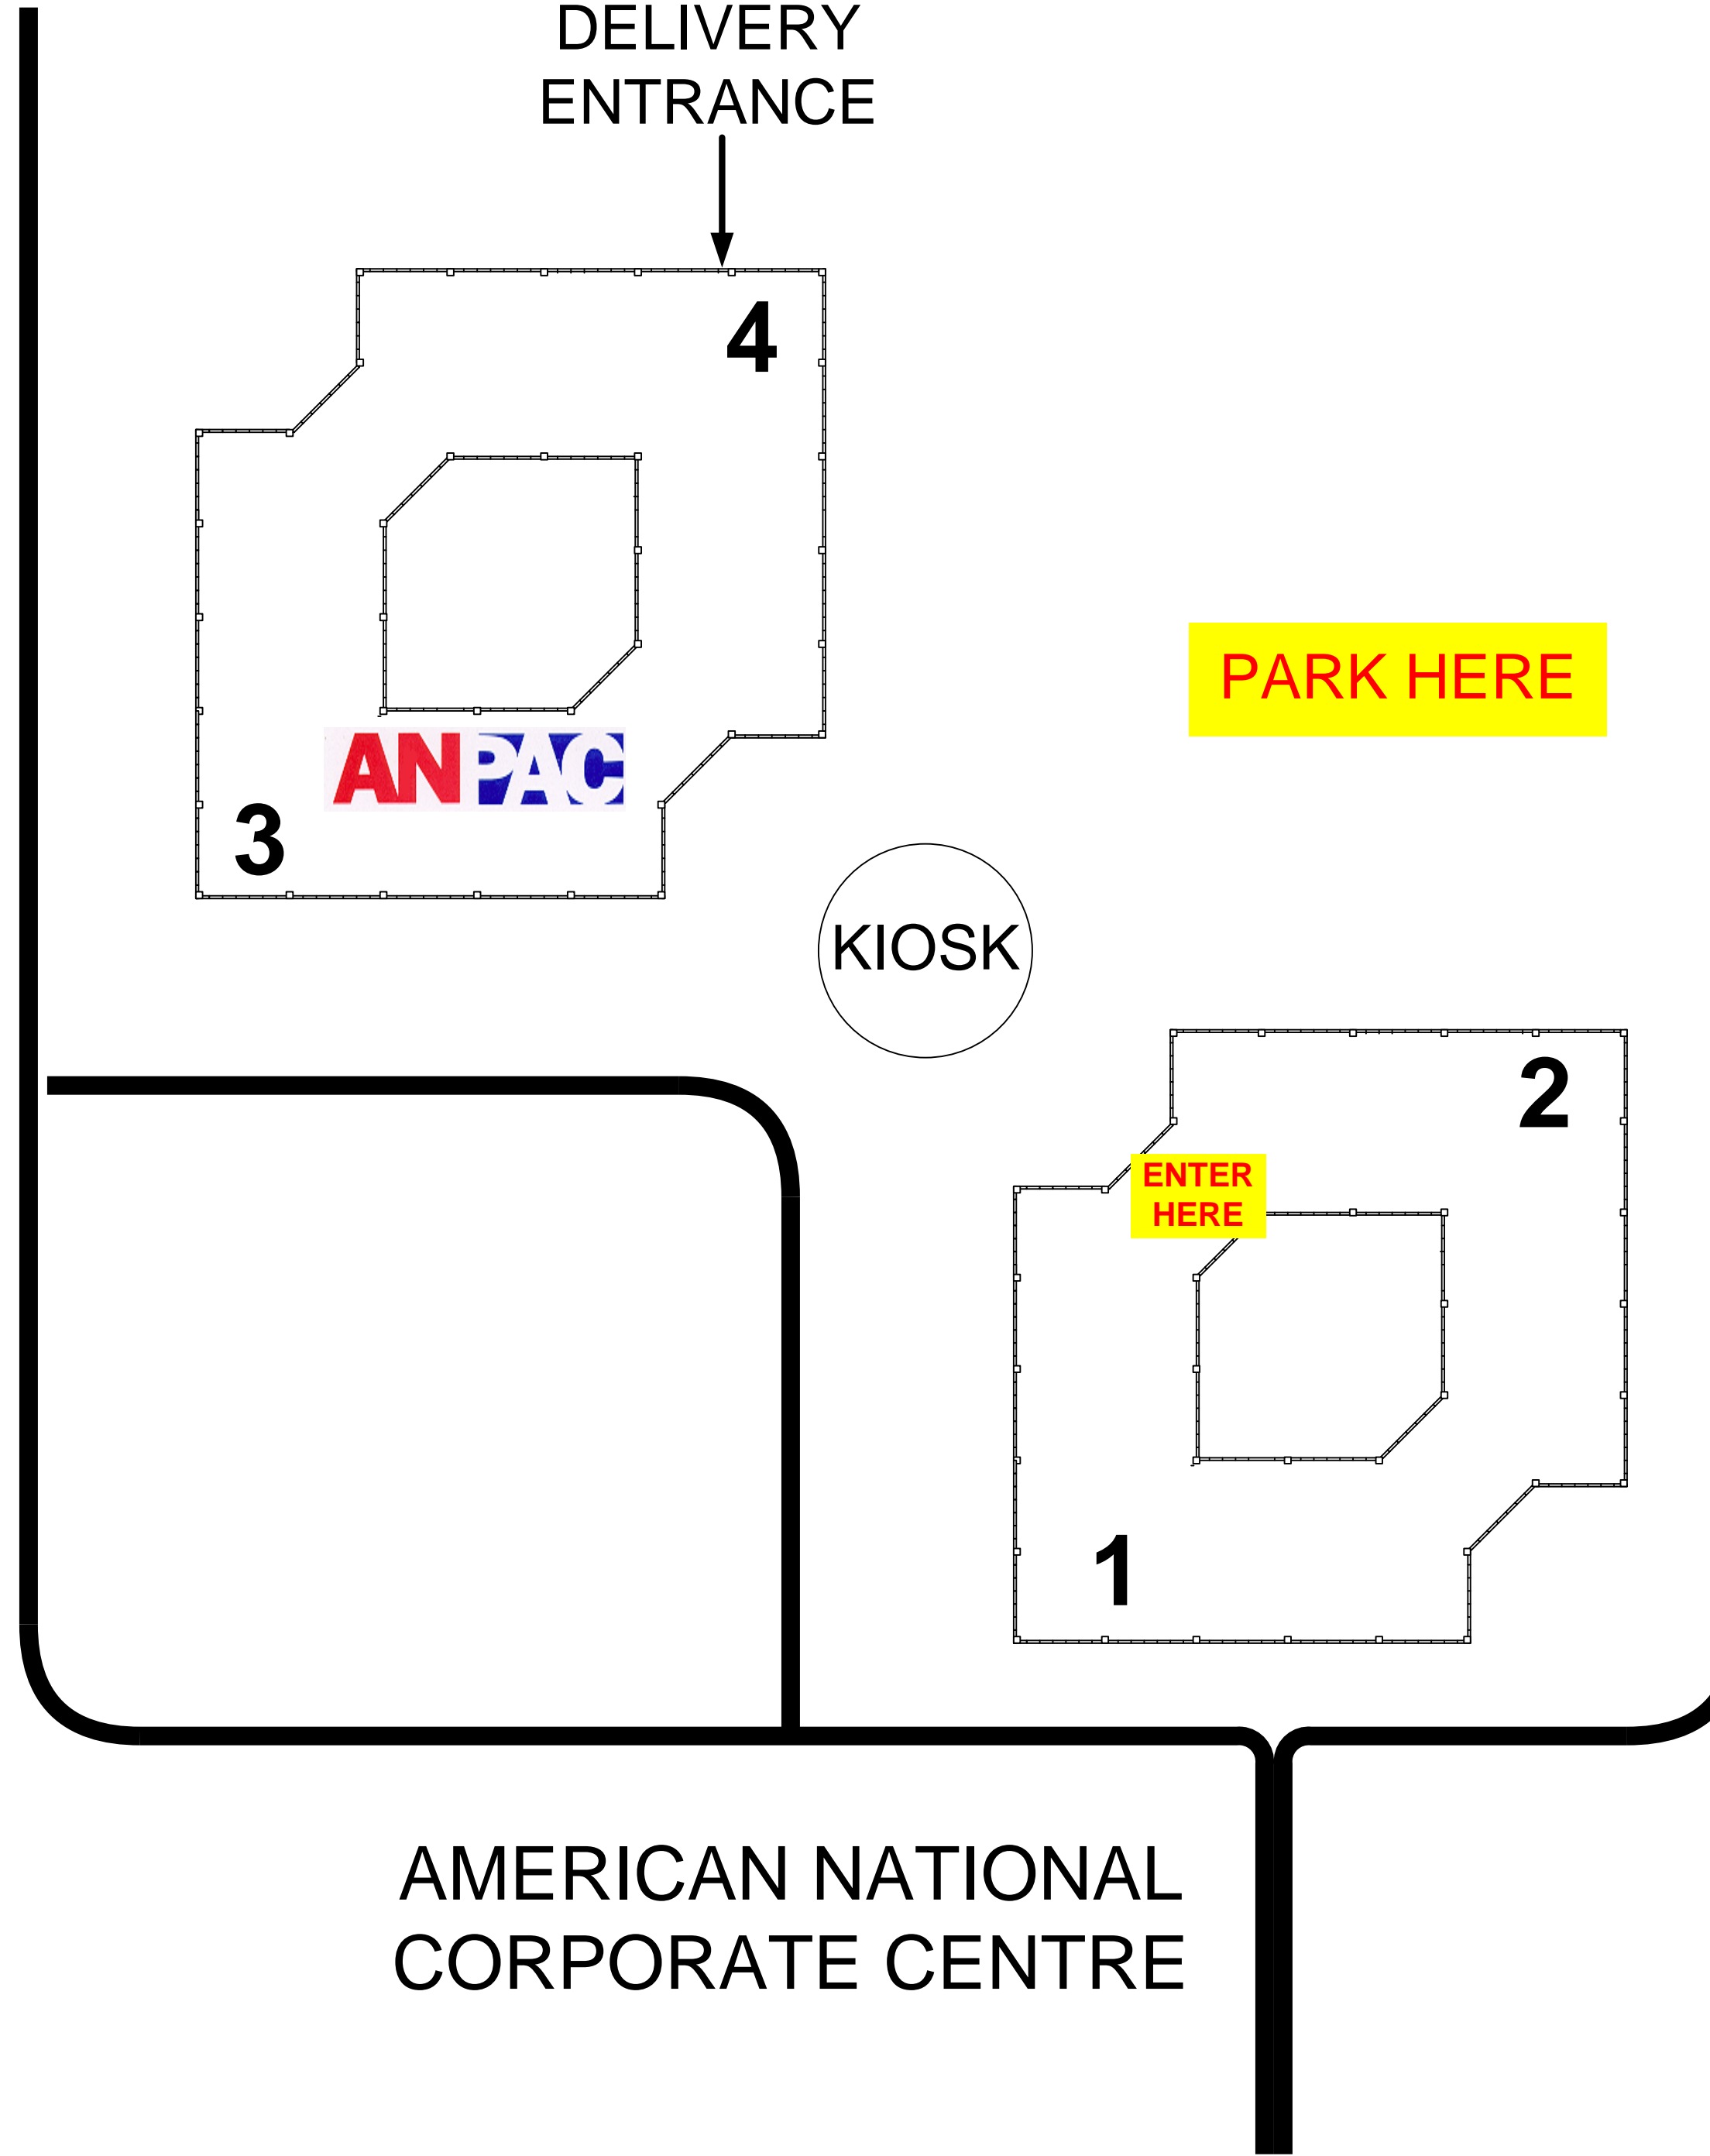 DELIVERY
ENTRANCE
4
PARK HERE
ANPAC
3
KIOSK
2
ENTER
HERE
1
AMERICAN NATIONAL
CORPORATE CENTRE